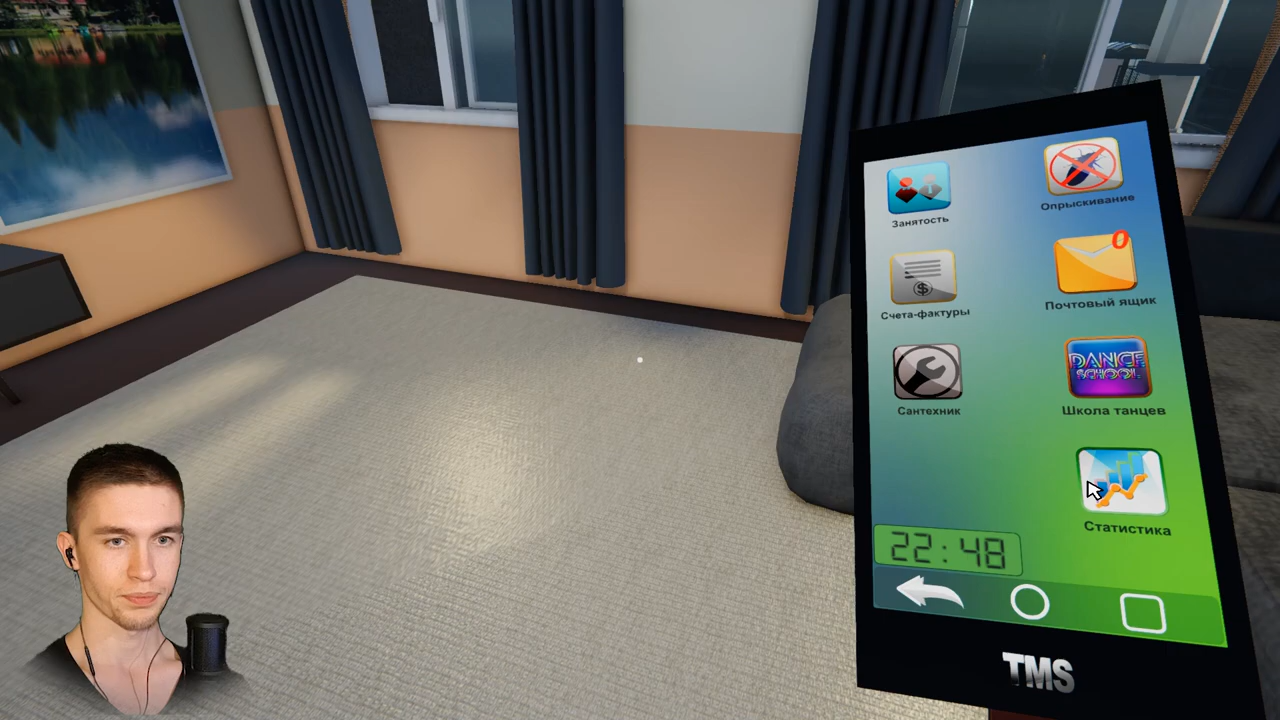 Занятость
Опрыскивание
Счета-фактуры
0
Почтовый ящик
Сантехник
DANCE
SCHOOL
Школа танцев
Статистика
22:48
TMS